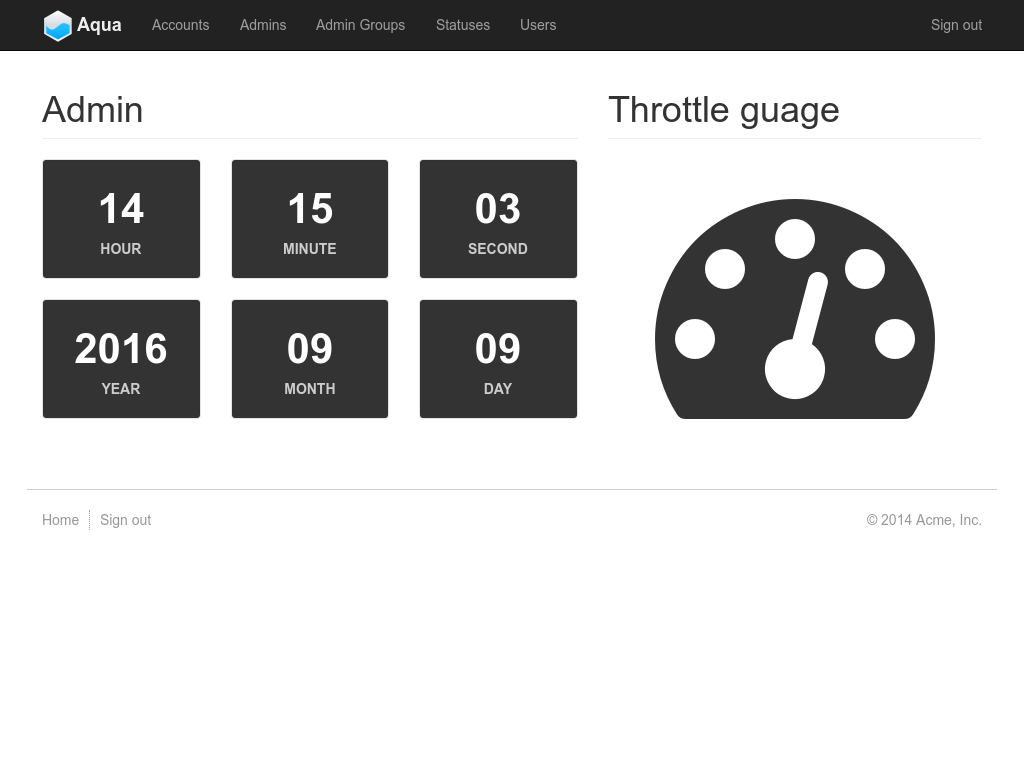 Aqua Accounts Admins Admin Groups Statuses Users Sign out
Admin
14
HOUR
15
MINUTE
03
SECOND
2016
YEAR
09
MONTH
09
DAY
Throttle guage
Home Sign out
© 2014 Acme, Inc.